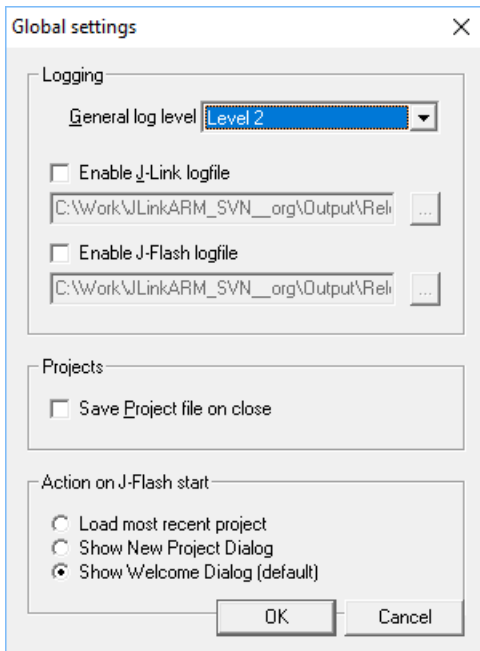 Global settings
Logging
General log level Level 2
Enable J-Link logfile
C:\Work\JLinkARM_SVN__org\Output\Rel
...
Enable J-Flash logfile
C:\Work\JLinkARM_SVN__org\Output\Rel
...
Projects
Save Project file on close
Action on J-Flash start
Load most recent project
Show New Project Dialog
Show Welcome Dialog (default)
OK Cancel